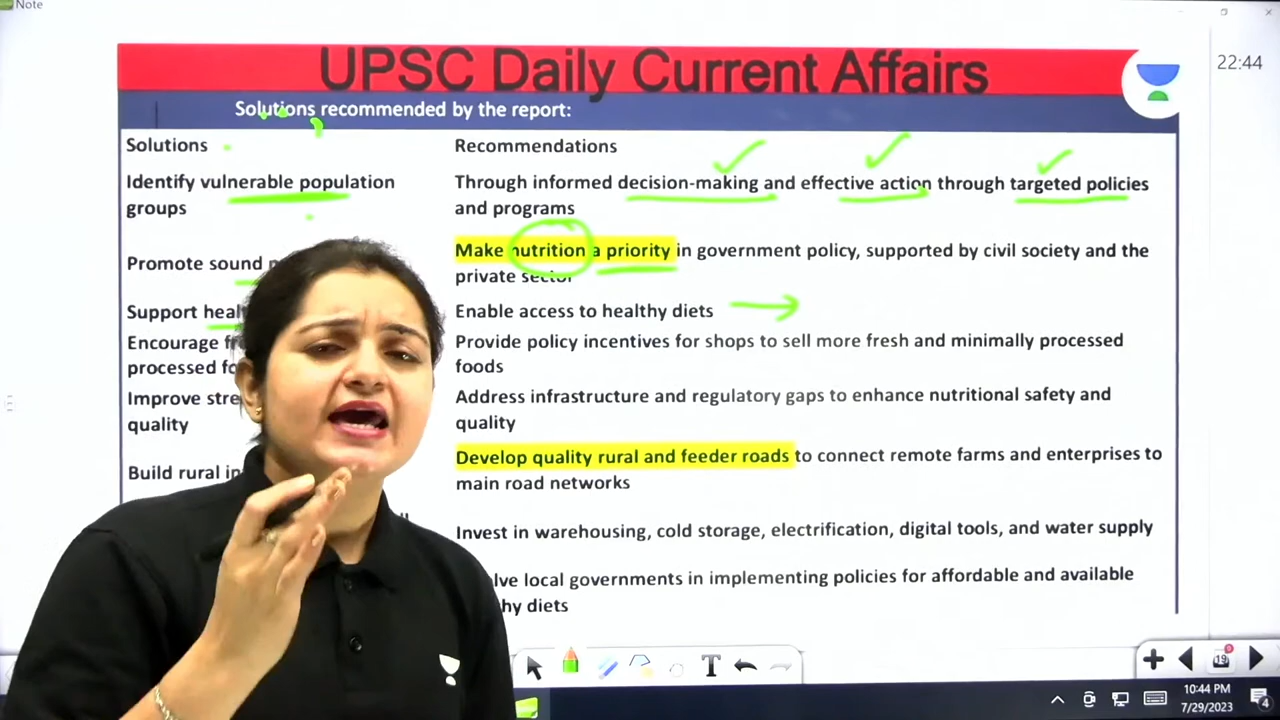 Note
UPSC Daily Current Affairs
22:44
Solutions recommended by the report:
Solutions
Recommendations
Identify vulnerable population
groups
Through informed decision-making and effective action through targeted policies
and programs
Promote sound
Make nutrition a priority in government policy, supported by civil society and the
private sector
Support
Enable access to healthy diets
Encourage
processed
Provide policy incentives for shops to sell more fresh and minimally processed
foods
Improve
quality
Address infrastructure and regulatory gaps to enhance nutritional safety and
quality
Build rural
Develop quality rural and feeder roads to connect remote farms and enterprises to
main road networks
Invest in warehousing, cold storage, electrification, digital tools, and water supply
local governments in implementing policies for affordable and available
diets
T
19
10:44 PM
7/29/2023
4